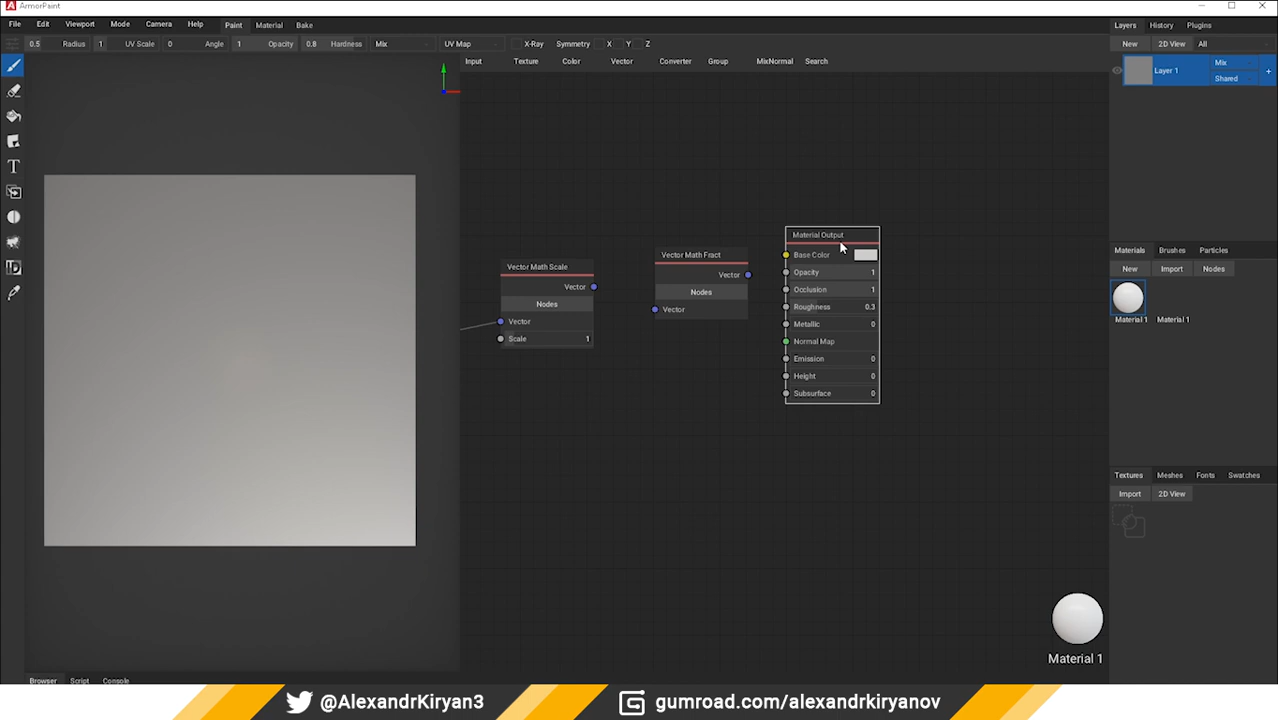 ArmorPaint
File Edit Viewport Mode Camera Help Paint Material Bake
0.5 Radius 1 UV Scale 0 Angle 1 Opacity 0.8 Hardness Mix UV Map X-Ray Symmetry X Y Z
Input Texture Color Vector Converter Group MixNormal Search
Vector Math Scale
Vector
Nodes
Vector
Scale 1
Vector Math Fract
Vector
Nodes
Vector
Material Output
Base Color
Opacity 1
Occlusion 1
Roughness 0.3
Metallic 0
Normal Map
Emission 0
Height 0
Subsurface 0
Layers History Plugins
New 2D View All
Layer 1 Mix
Shared
+
Materials Brushes Particles
New Import Nodes
Material 1 Material 1
Textures Meshes Fonts Swatches
Import 2D View
Material 1
Browser Script Console
@AlexandrKiryan3 gumroad.com/alexandrkiryanov